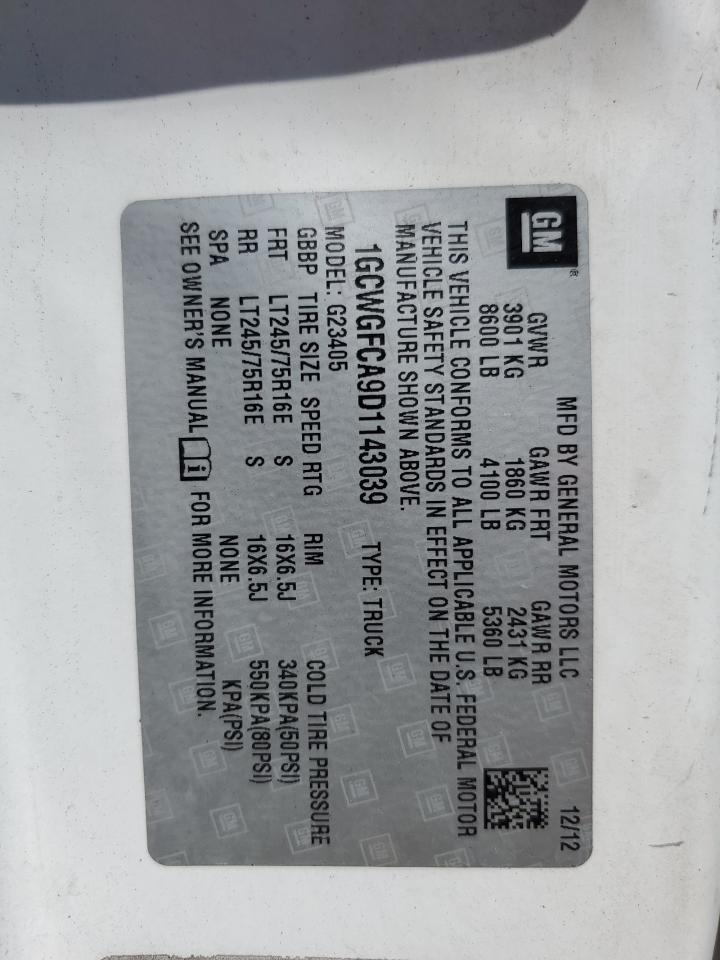 GM
MFD BY GENERAL MOTORS LLC 12/12
GVWR GAWR FRT GAWR RR
3901 KG 1860 KG 2431 KG
8600 LB 4100 LB 5360 LB
THIS VEHICLE CONFORMS TO ALL APPLICABLE U.S. FEDERAL MOTOR
VEHICLE SAFETY STANDARDS IN EFFECT ON THE DATE OF
MANUFACTURE SHOWN ABOVE.
1GCWGFCA9D1143039 TYPE: TRUCK
MODEL: G23405
GBBP TIRE SIZE SPEED RTG RIM COLD TIRE PRESSURE
FRT LT245/75R16E S 16X6.5J 340KPA(50PSI)
RR LT245/75R16E S 16X6.5J 550KPA(80PSI)
SPA NONE NONE KPA(PSI)
SEE OWNER'S MANUAL i FOR MORE INFORMATION.